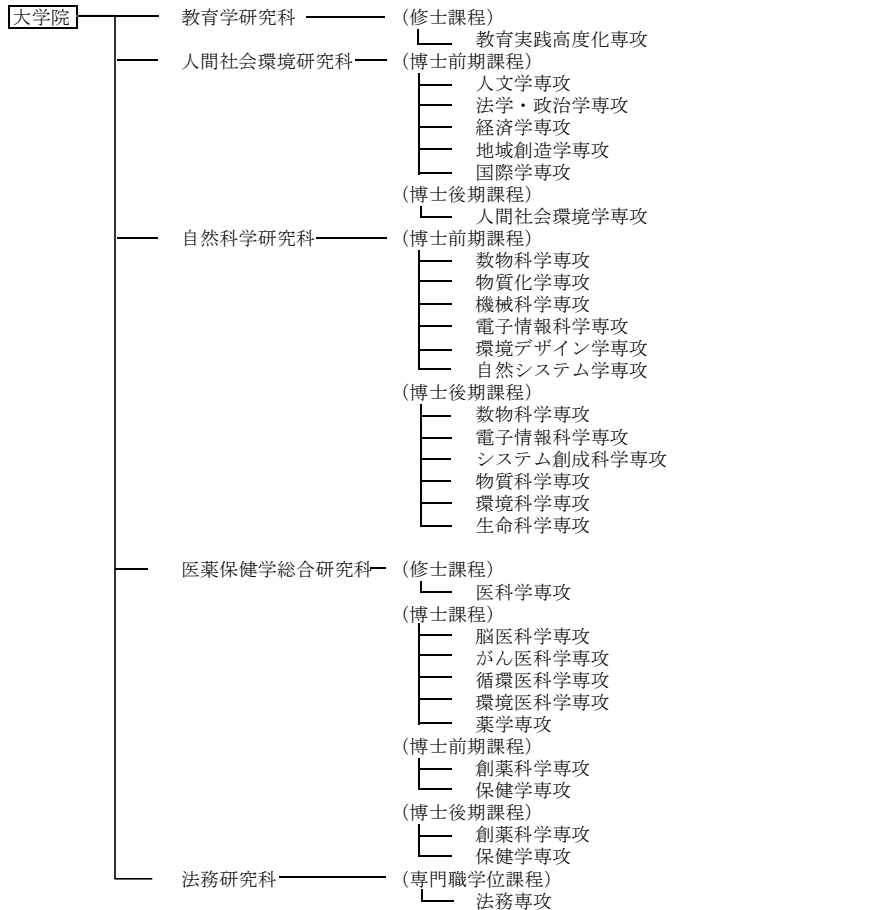 大学院 教育学研究科 (修士課程)
教育実践高度化専攻
人間社会環境研究科 (博士前期課程)
人文学専攻
法学・政治学専攻
経済学専攻
地域創造学専攻
国際学専攻
(博士後期課程)
人間社会環境学専攻
自然科学研究科 (博士前期課程)
数物科学専攻
物質化学専攻
機械科学専攻
電子情報科学専攻
環境デザイン学専攻
自然システム学専攻
(博士後期課程)
数物科学専攻
電子情報科学専攻
システム創成科学専攻
物質科学専攻
環境科学専攻
生命科学専攻
医薬保健学総合研究科 (修士課程)
医科学専攻
(博士課程)
脳医科学専攻
がん医科学専攻
循環医科学専攻
環境医科学専攻
薬学専攻
(博士前期課程)
創薬科学専攻
保健学専攻
(博士後期課程)
創薬科学専攻
保健学専攻
法務研究科 (専門職学位課程)
法務専攻